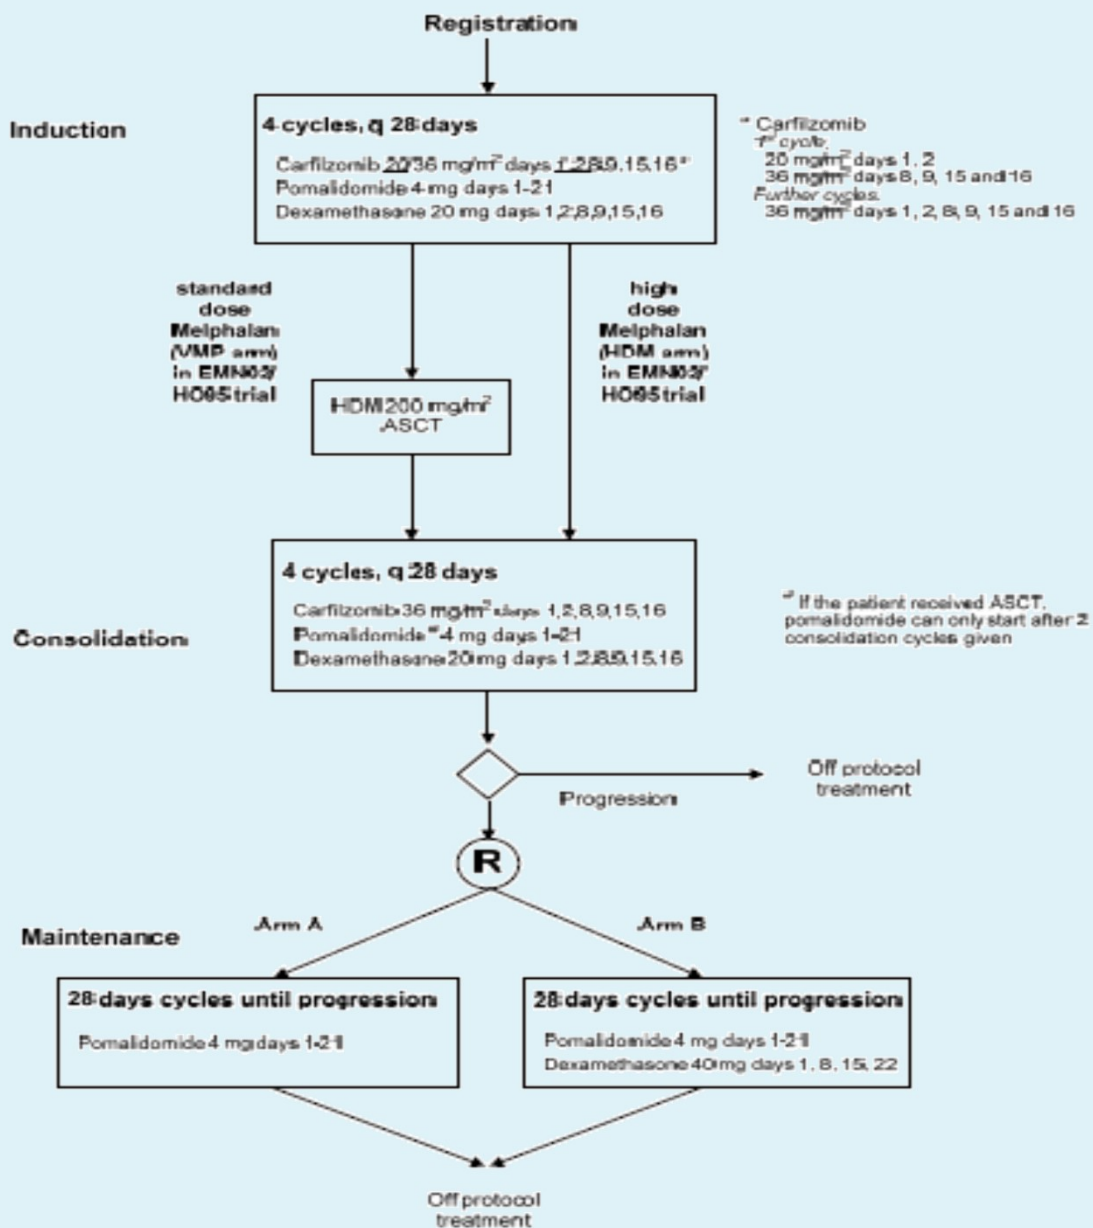 Registration
Induction
4 cycles, q 28 days
Carfilzomib 20/36 mg/m² days 1,2,8,9,15,16*
Pomalidomide 4 mg days 1-21
Dexamethasone 20 mg days 1,2,8,9,15,16
* Carfilzomib
1st cycle
20 mg/m² days 1, 2
36 mg/m² days 8, 9, 15 and 16
Further cycles.
36 mg/m² days 1, 2, 8, 9, 15 and 16
standard
dose
Melphalan
(VMP arm)
in EMN02/
HO95 trial
high
dose
Melphalan
(HDM arm)
in EMN02/
HO95 trial
HDM 200 mg/m²
ASCT
Consolidation
4 cycles, q 28 days
Carfilzomib 36 mg/m² days 1,2,8,9,15,16
Pomalidomide 4 mg days 1-21
Dexamethasone 20 mg days 1,2,8,9,15,16
If the patient received ASCT,
pomalidomide can only start after 2
consolidation cycles given
Progression
Off protocol
treatment
R
Maintenance
Arm A
Arm B
28 days cycles until progression
Pomalidomide 4 mg days 1-21
28 days cycles until progression
Pomalidomide 4 mg days 1-21
Dexamethasone 40 mg days 1, 8, 15, 22
Off protocol
treatment